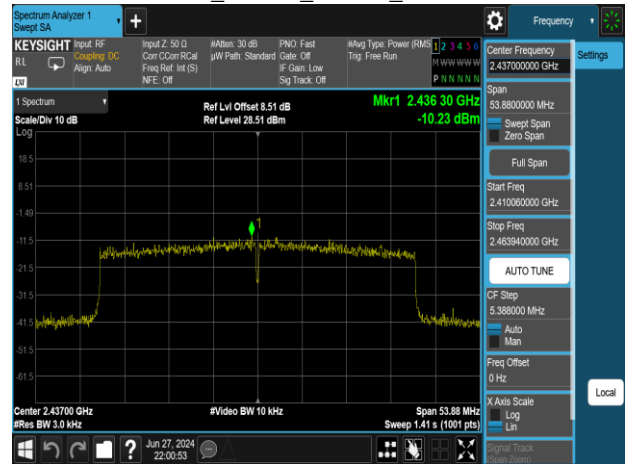 Spectrum Analyzer 1
Swept SA
Frequency
KEYSIGHT
R L
Input: RF
Coupling: DC
Align: Auto
Input Z: 50 Ω
Corr CCorr RCal
Freq Ref: Int (S)
NFE: Off
#Atten: 30 dB
µW Path: Standard
PNO: Fast
Gate: Off
IF Gain: Low
Sig Track: Off
#Avg Type: Power (RMS
Trig: Free Run
1 2 3 4 5 6
M W W W W W
P N N N N N
LXI
1 Spectrum
Scale/Div 10 dB
Log
Ref Lvl Offset 8.51 dB
Ref Level 28.51 dBm
Mkr1 2.436 30 GHz
-10.23 dBm
18.5
8.51
-1.49
-11.5
-21.5
-31.5
-41.5
-51.5
-61.5
1
Center 2.43700 GHz
#Res BW 3.0 kHz
#Video BW 10 kHz
Span 53.88 MHz
Sweep 1.41 s (1001 pts)
Center Frequency
2.437000000 GHz
Settings
Span
53.8800000 MHz
Swept Span
Zero Span
Full Span
Start Freq
2.410060000 GHz
Stop Freq
2.463940000 GHz
AUTO TUNE
CF Step
5.388000 MHz
Auto
Man
Freq Offset
0 Hz
X Axis Scale
Log
Lin
Local
Signal Track
(Span Zoom)
?
Jun 27, 2024
22:00:53